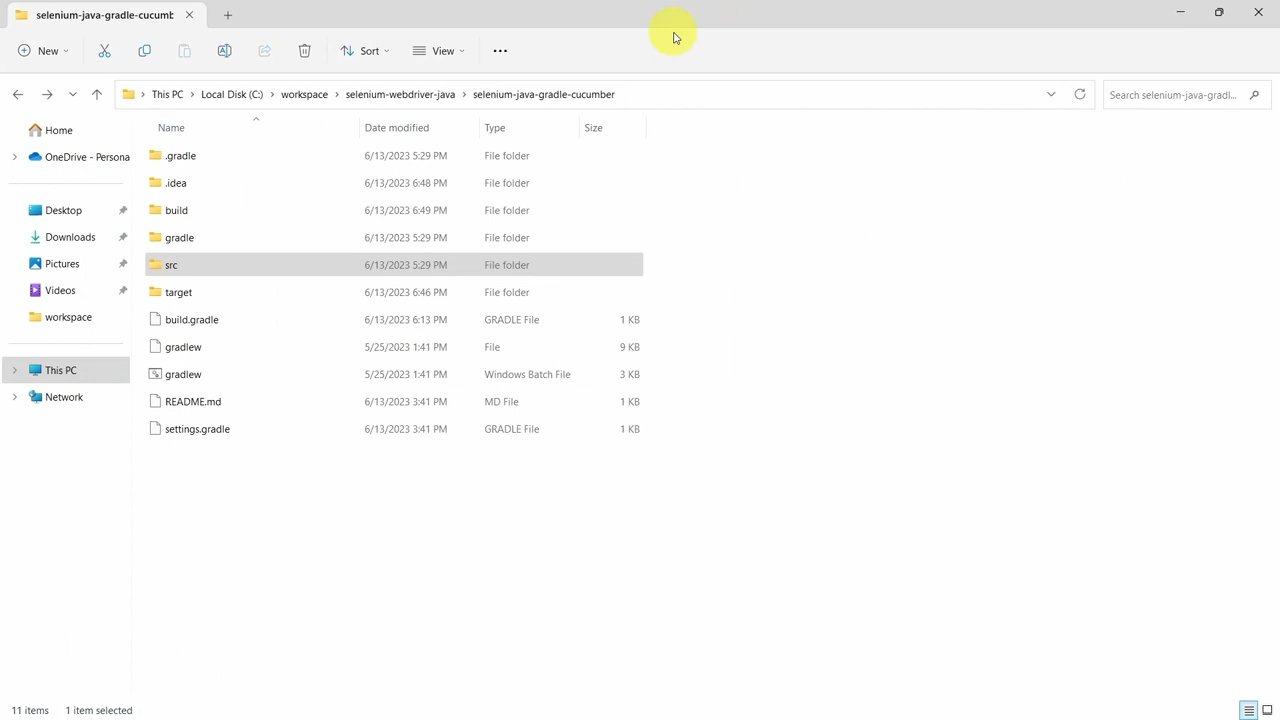 selenium-java-gradle-cucumb
New
Sort
View
This PC > Local Disk (C:) > workspace > selenium-webdriver-java > selenium-java-gradle-cucumber
Search selenium-java-gradl...
Name Date modified Type Size
Home
OneDrive - Persona
Desktop
Downloads
Pictures
Videos
workspace
This PC
Network
.gradle 6/13/2023 5:29 PM File folder
.idea 6/13/2023 6:48 PM File folder
build 6/13/2023 6:49 PM File folder
gradle 6/13/2023 5:29 PM File folder
src 6/13/2023 5:29 PM File folder
target 6/13/2023 6:46 PM File folder
build.gradle 6/13/2023 6:13 PM GRADLE File 1 KB
gradlew 5/25/2023 1:41 PM File 9 KB
gradlew 5/25/2023 1:41 PM Windows Batch File 3 KB
README.md 6/13/2023 3:41 PM MD File 1 KB
settings.gradle 6/13/2023 3:41 PM GRADLE File 1 KB
11 items 1 item selected